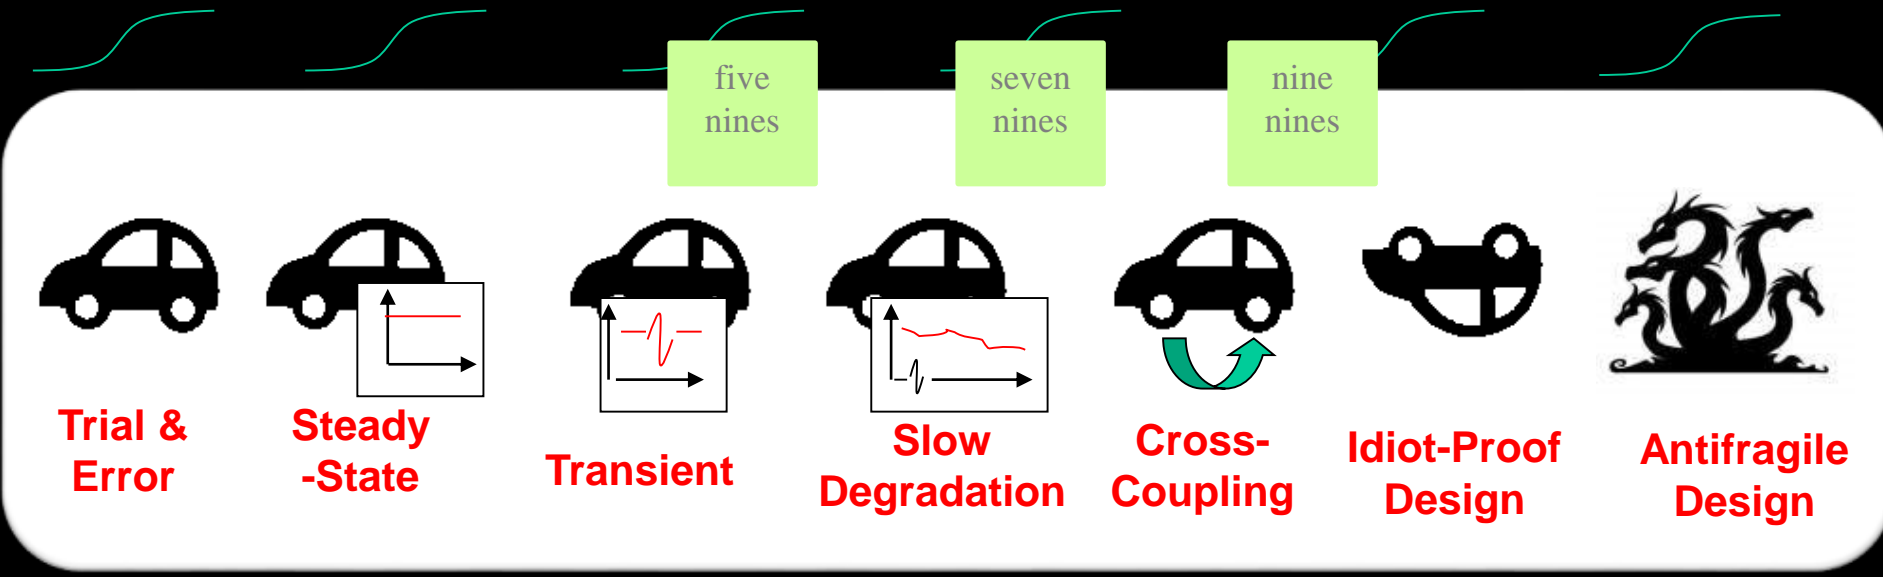 five
nines
seven
nines
nine
nines
Trial &
Error
Steady
-State
Transient
Slow
Degradation
Cross-
Coupling
Idiot-Proof
Design
Antifragile
Design